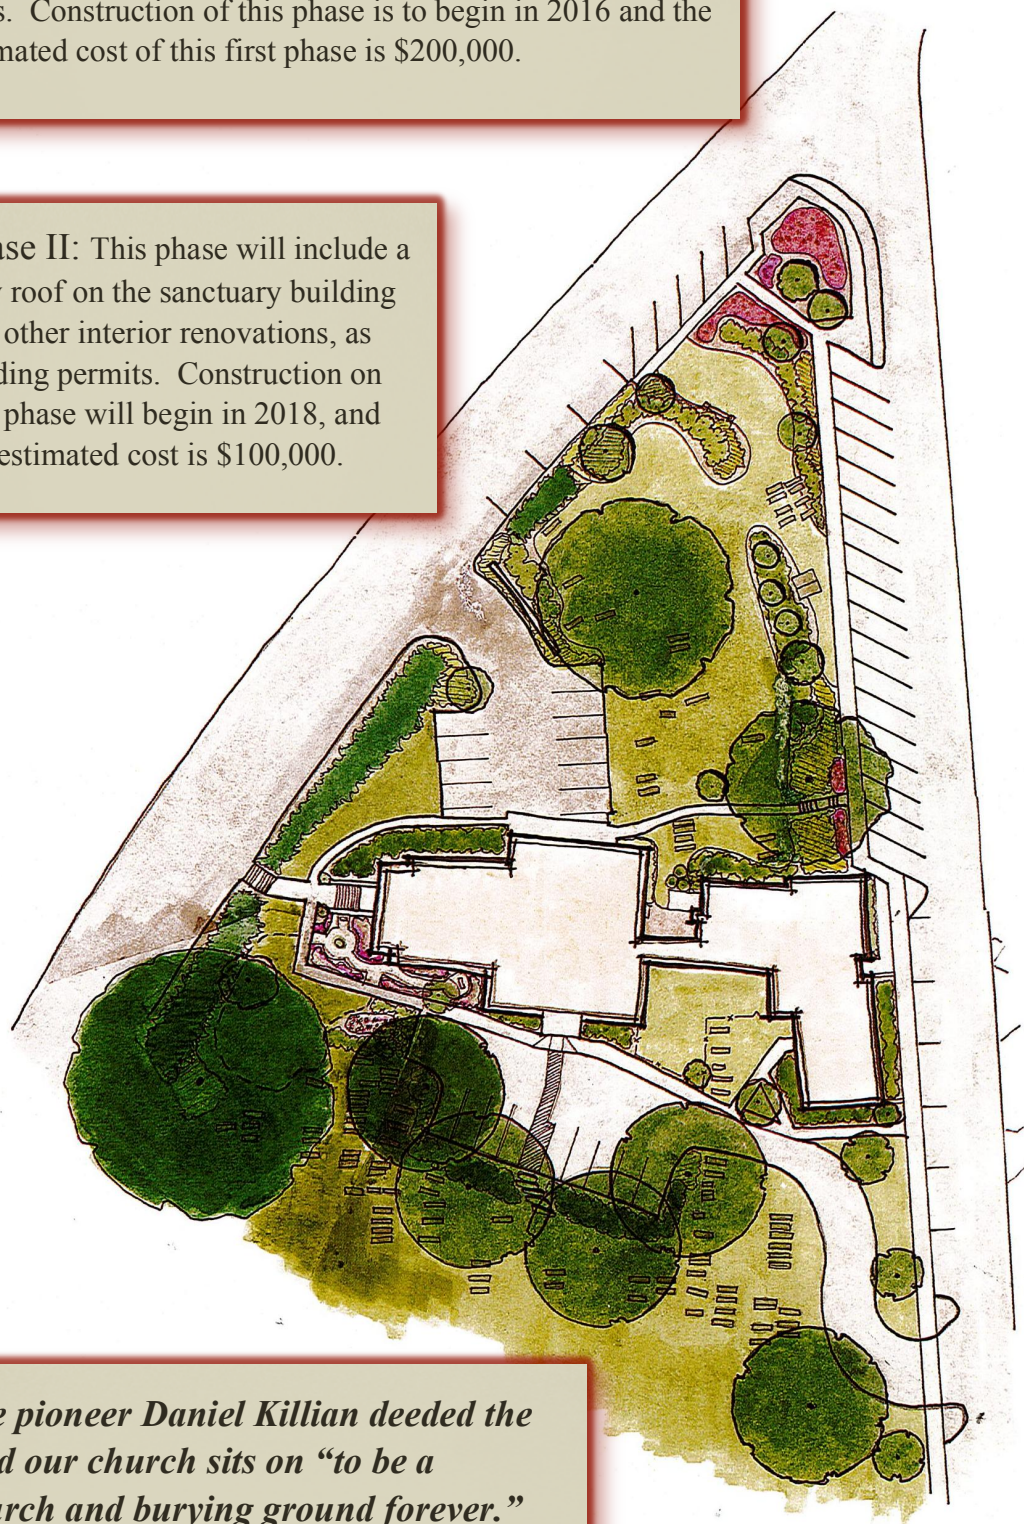 s. Construction of this phase is to begin in 2016 and the
mated cost of this first phase is $200,000.
ase II: This phase will include a
roof on the sanctuary building
other interior renovations, as
ding permits. Construction on
phase will begin in 2018, and
estimated cost is $100,000.
e pioneer Daniel Killian deeded the
d our church sits on “to be a
urch and burying ground forever.”